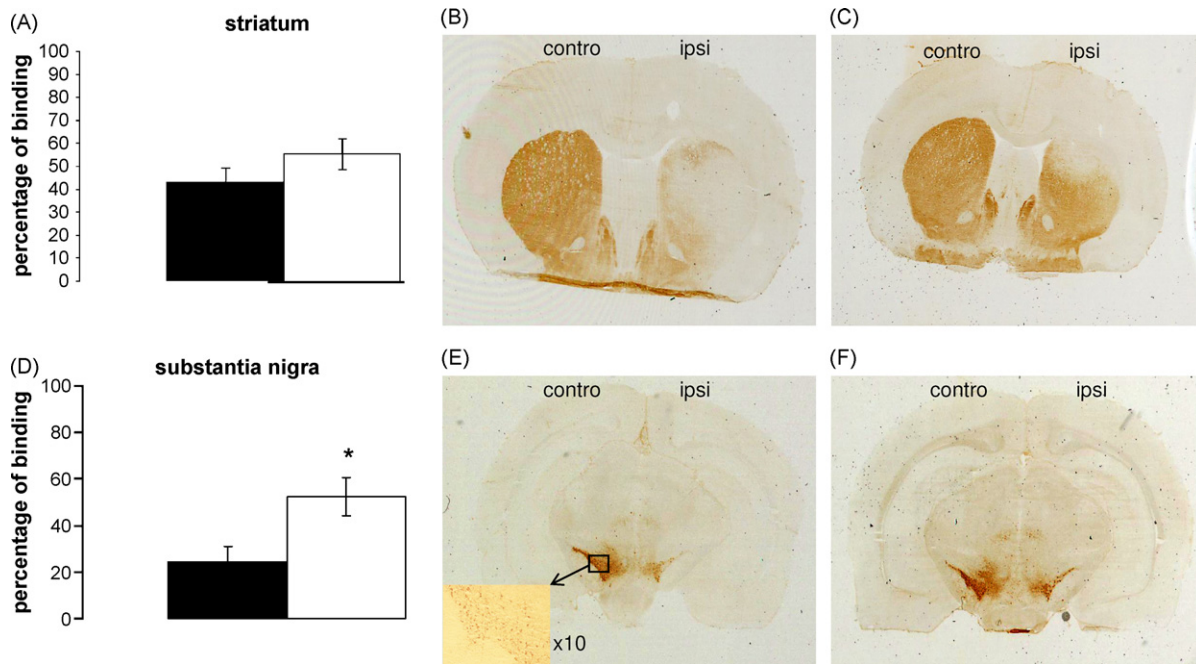 (A)
striatum
percentage of binding
100
90
80
70
60
50
40
30
20
10
0
(B)
contro ipsi
(C)
contro ipsi
(D)
substantia nigra
percentage of binding
100
80
60
40
20
0
*
(E)
contro ipsi
x10
(F)
contro ipsi